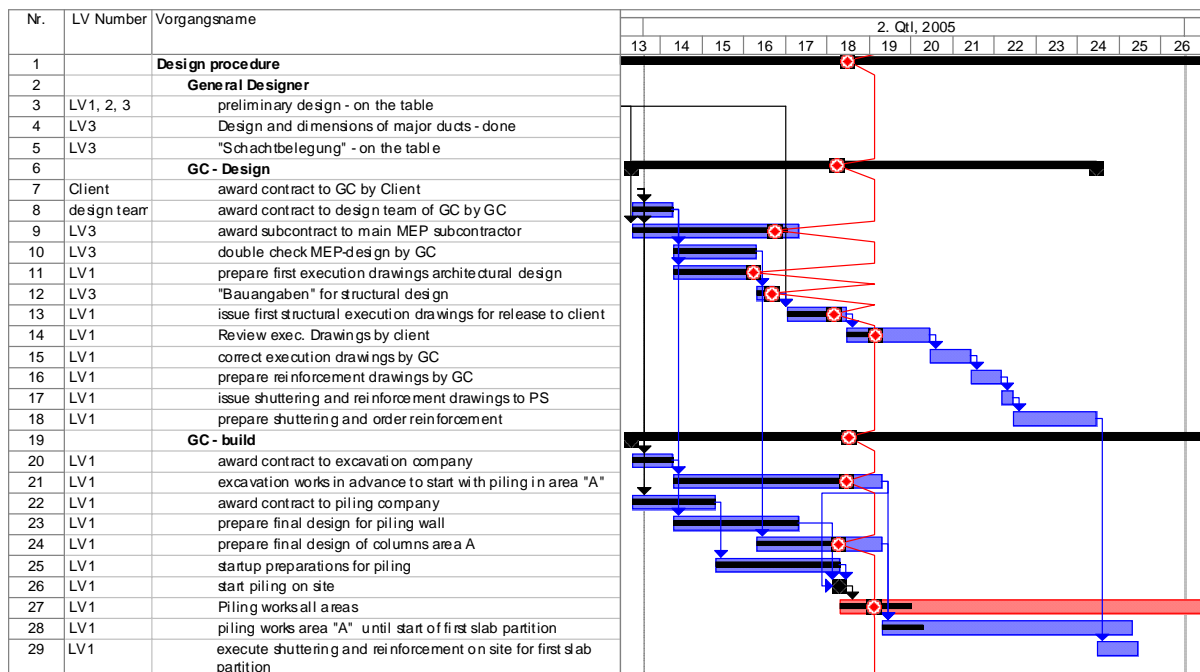 Nr. LV Number Vorgangsname
2. Qtl, 2005
13 14 15 16 17 18 19 20 21 22 23 24 25 26
1 Design procedure
2 General Designer
3 LV1, 2, 3 preliminary design - on the table
4 LV3 Design and dimensions of major ducts - done
5 LV3 "Schachtbelegung" - on the table
6 GC - Design
7 Client award contract to GC by Client
8 design team award contract to design team of GC by GC
9 LV3 award subcontract to main MEP subcontractor
10 LV3 double check MEP-design by GC
11 LV1 prepare first execution drawings architectural design
12 LV3 "Bauangaben" for structural design
13 LV1 issue first structural execution drawings for release to client
14 LV1 Review exec. Drawings by client
15 LV1 correct execution drawings by GC
16 LV1 prepare reinforcement drawings by GC
17 LV1 issue shuttering and reinforcement drawings to PS
18 LV1 prepare shuttering and order reinforcement
19 GC - build
20 LV1 award contract to excavation company
21 LV1 excavation works in advance to start with piling in area "A"
22 LV1 award contract to piling company
23 LV1 prepare final design for piling wall
24 LV1 prepare final design of columns area A
25 LV1 startup preparations for piling
26 LV1 start piling on site
27 LV1 Piling works all areas
28 LV1 piling works area "A" until start of first slab partition
29 LV1 execute shuttering and reinforcement on site for first slab
partition